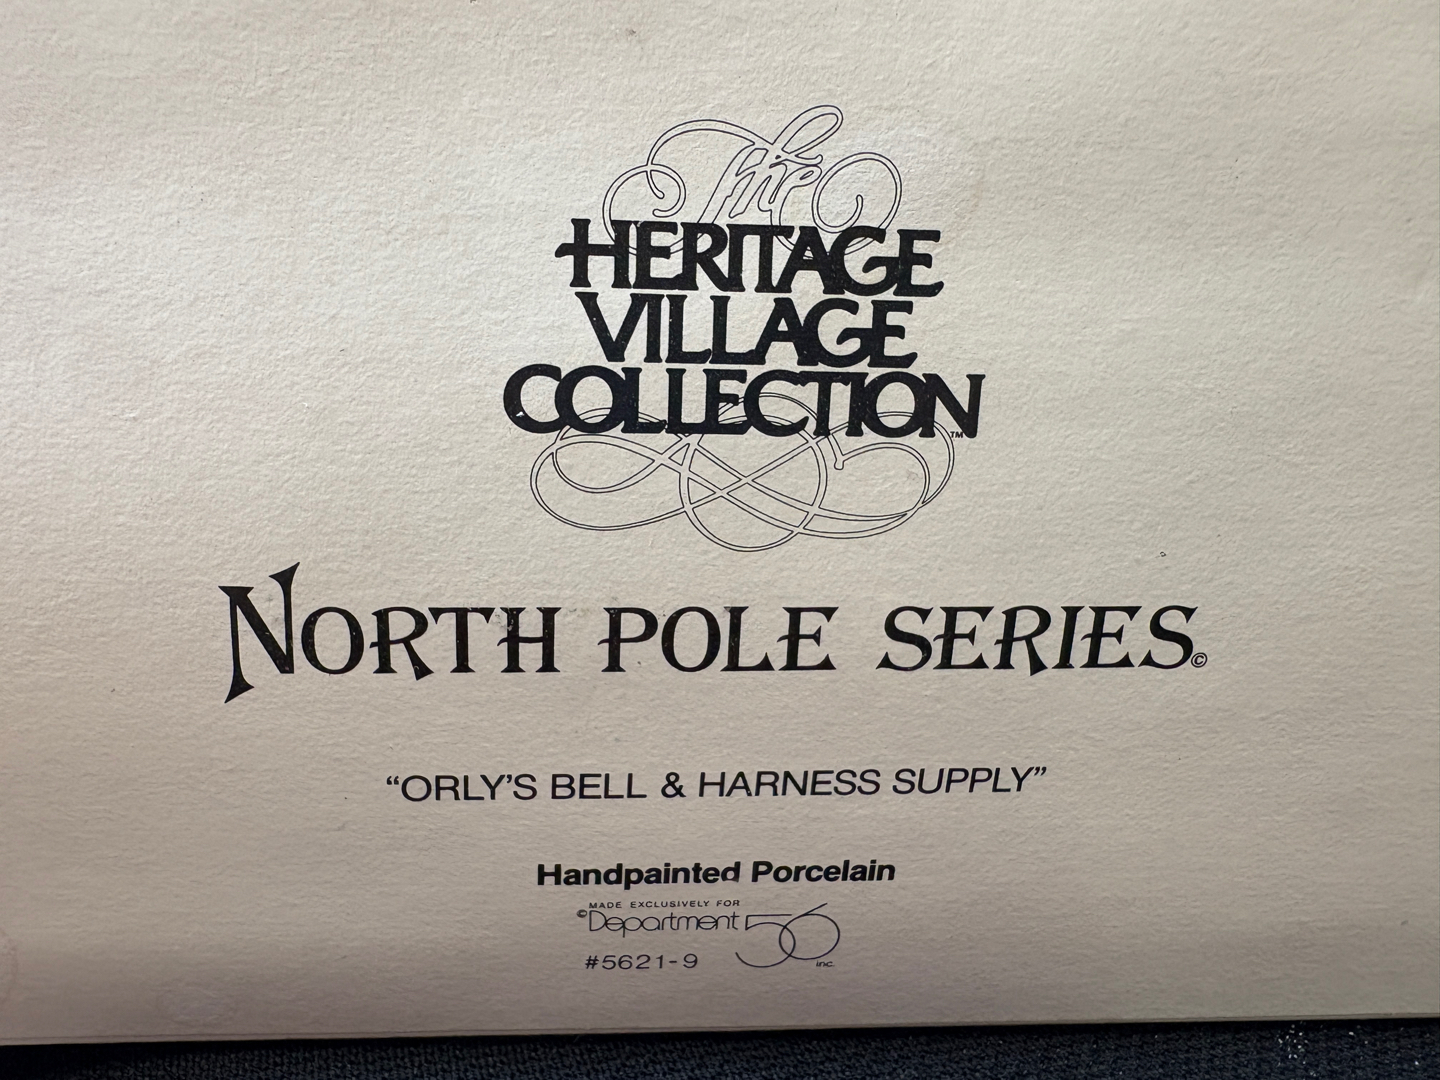 The
HERITAGE
VILLAGE
COLLECTION™
NORTH POLE SERIES©
“ORLY’S BELL & HARNESS SUPPLY”
Handpainted Porcelain
MADE EXCLUSIVELY FOR
©Department 56 inc.
#5621-9